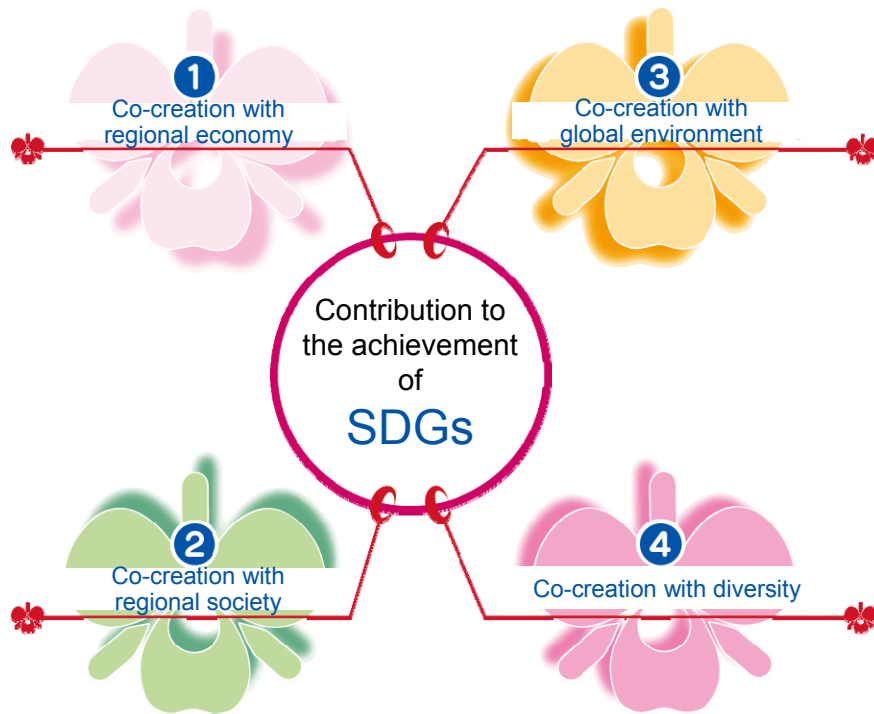 1
Co-creation with
regional economy
3
Co-creation with
global environment
Contribution to
the achievement
of
SDGs
2
Co-creation with
regional society
4
Co-creation with diversity